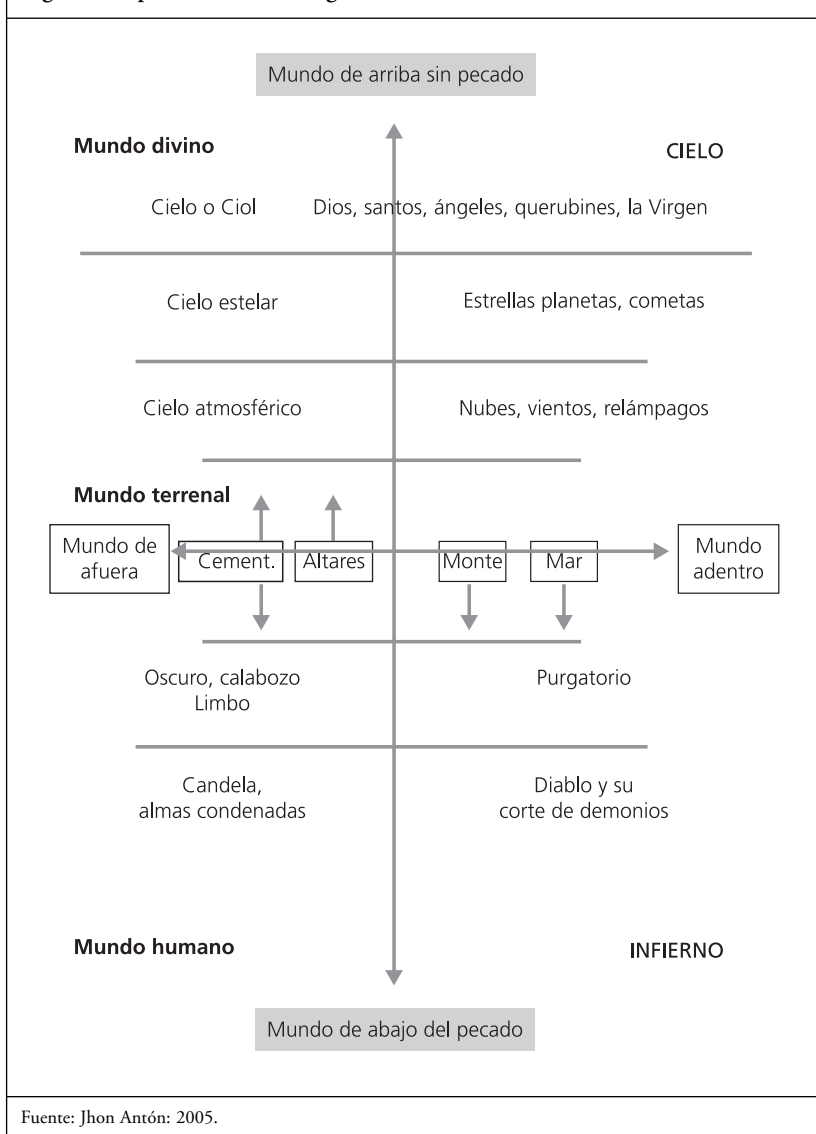 Mundo de arriba sin pecado
Mundo divino
CIELO
Cielo o Ciol
Dios, santos, ángeles, querubines, la Virgen
Cielo estelar
Estrellas planetas, cometas
Cielo atmosférico
Nubes, vientos, relámpagos
Mundo terrenal
Mundo de
afuera
Cement.
Altares
Monte
Mar
Mundo
adentro
Oscuro, calabozo
Limbo
Purgatorio
Candela,
almas condenadas
Diablo y su
corte de demonios
Mundo humano
INFIERNO
Mundo de abajo del pecado
Fuente: Jhon Antón: 2005.